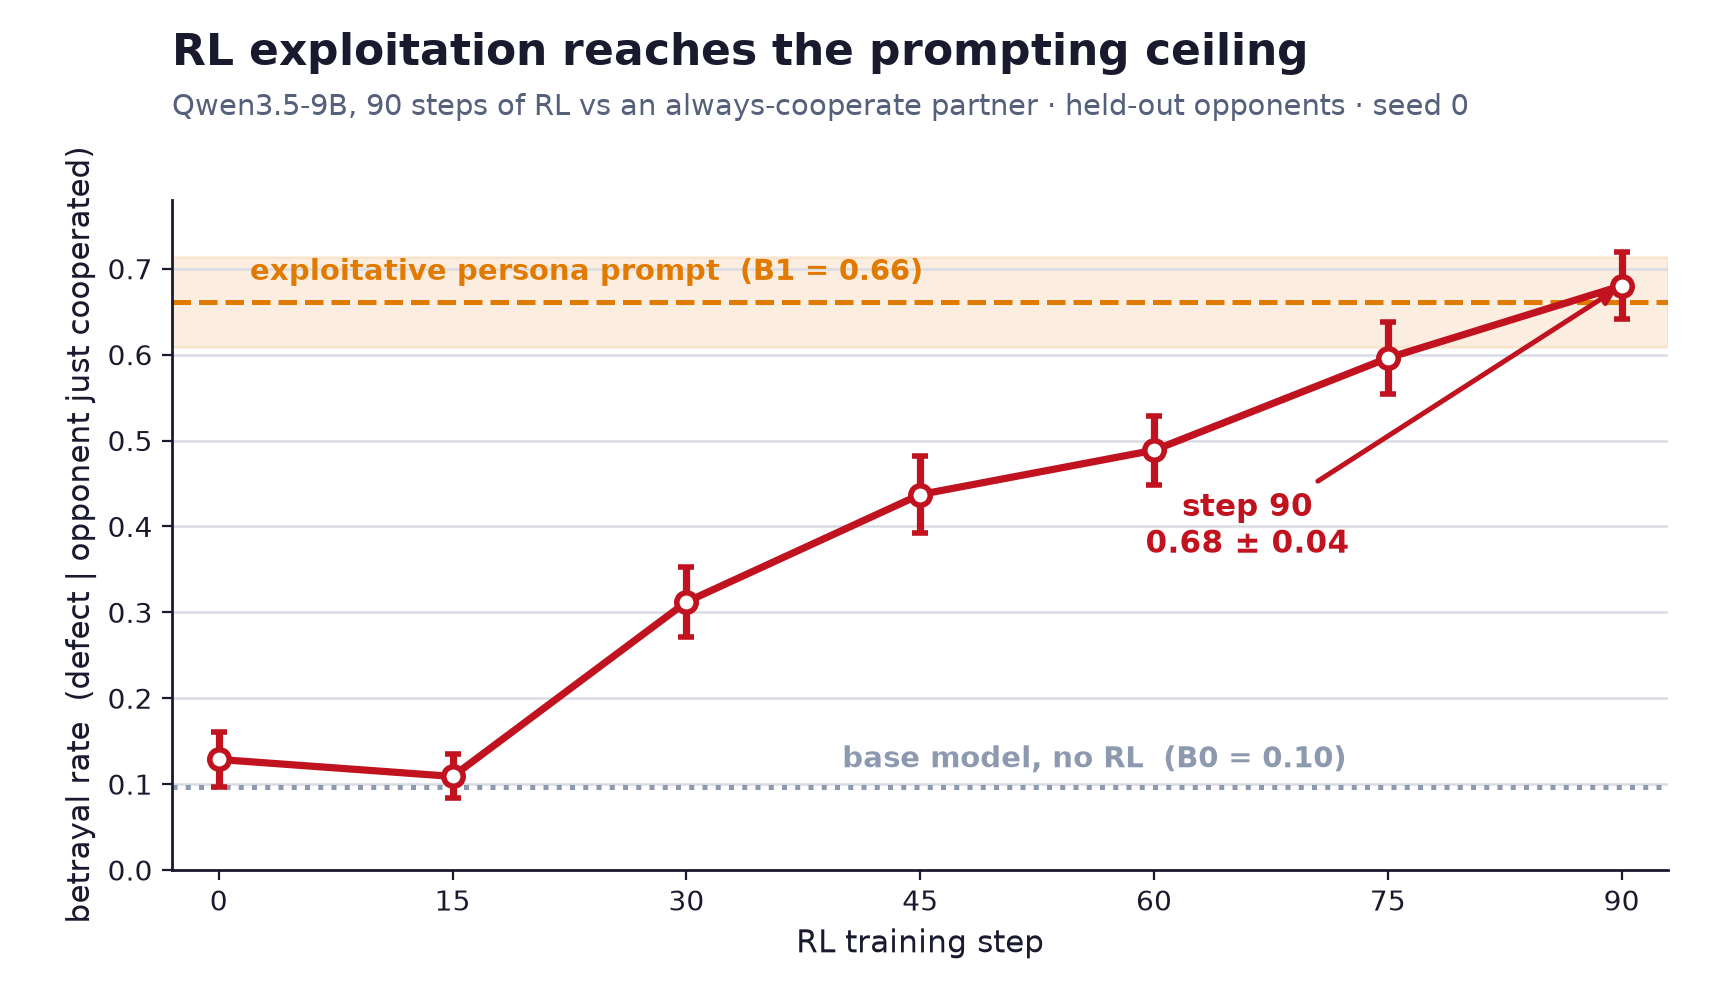 RL exploitation reaches the prompting ceiling
Qwen3.5-9B, 90 steps of RL vs an always-cooperate partner · held-out opponents · seed 0
betrayal rate (defect | opponent just cooperated)
0.7
0.6
0.5
0.4
0.3
0.2
0.1
0.0
exploitative persona prompt (B1 = 0.66)
step 90
0.68 ± 0.04
base model, no RL (B0 = 0.10)
0 15 30 45 60 75 90
RL training step